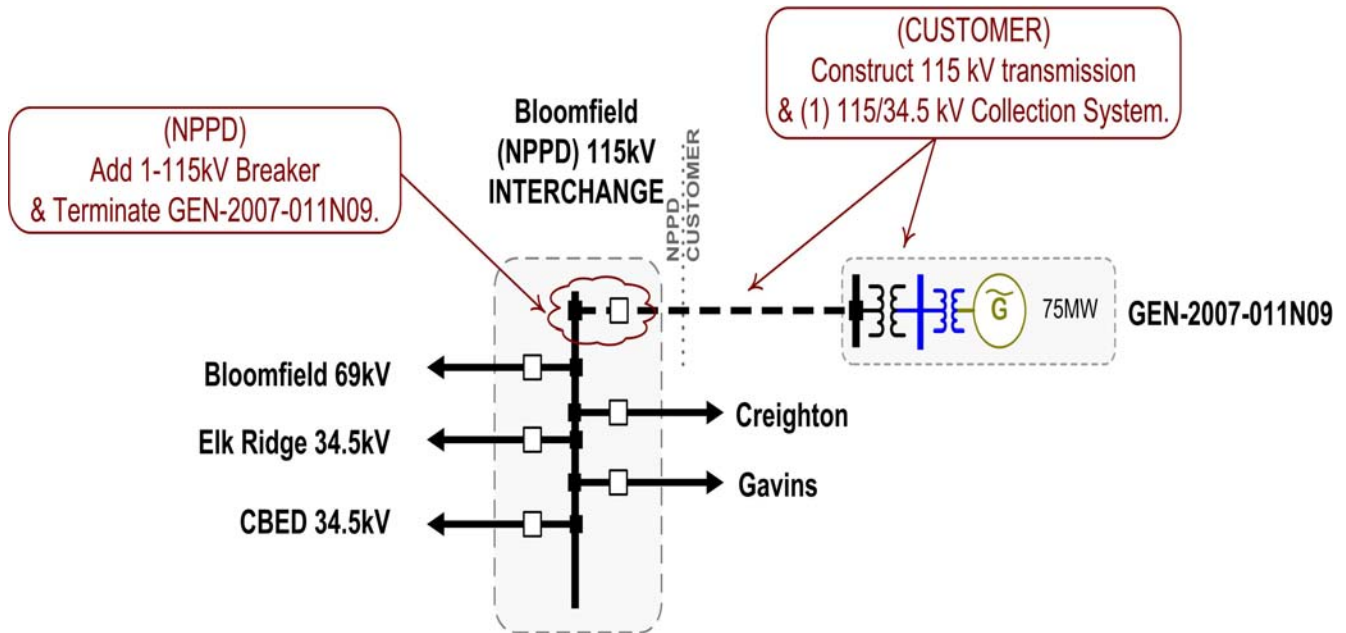 (CUSTOMER)
Construct 115 kV transmission
& (1) 115/34.5 kV Collection System.
(NPPD)
Add 1-115kV Breaker
& Terminate GEN-2007-011N09.
Bloomfield
(NPPD) 115kV
INTERCHANGE
NPPD
CUSTOMER
G
75MW
GEN-2007-011N09
Bloomfield 69kV
Creighton
Elk Ridge 34.5kV
Gavins
CBED 34.5kV